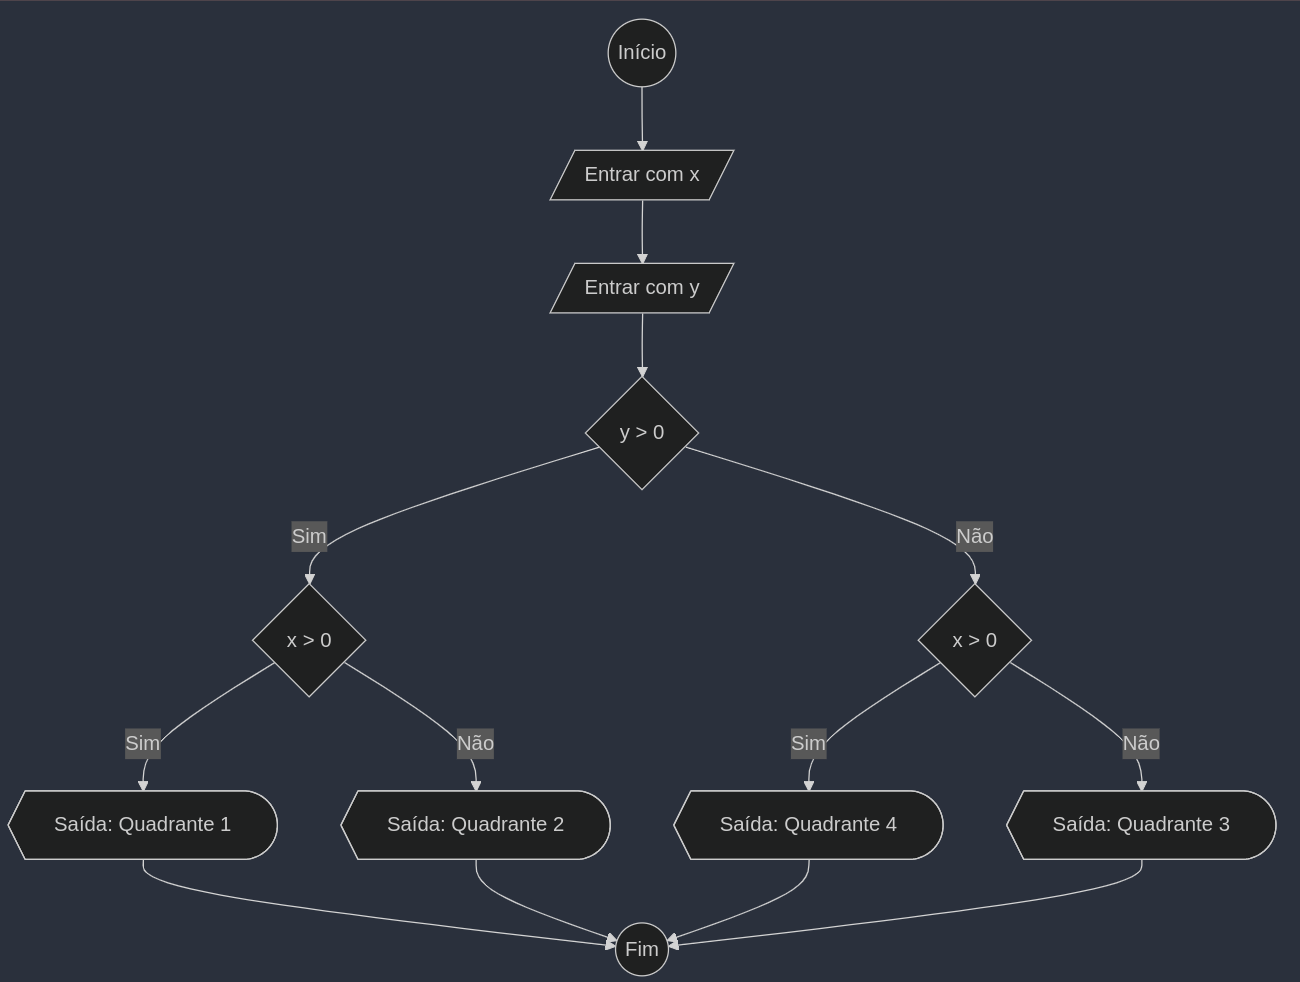 Início
Entrar com x
Entrar com y
y > 0
Sim
Não
x > 0
x > 0
Sim
Não
Sim
Não
Saída: Quadrante 1
Saída: Quadrante 2
Saída: Quadrante 4
Saída: Quadrante 3
Fim